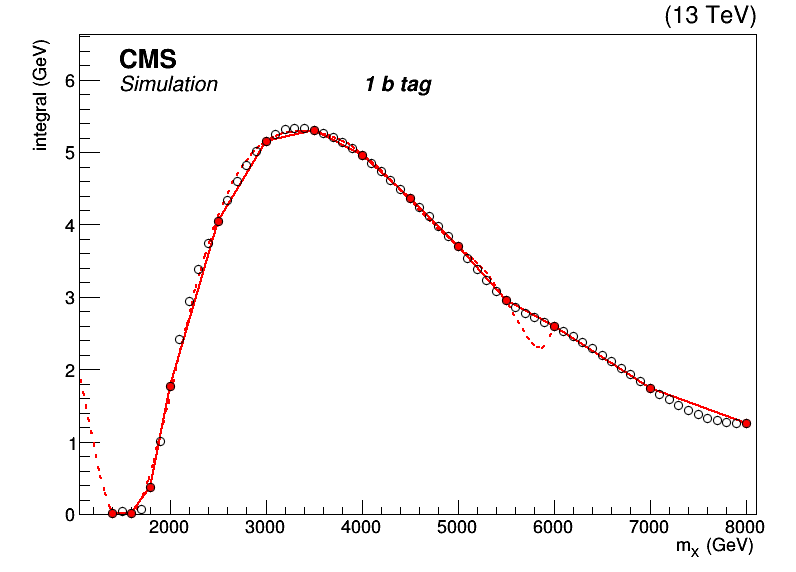 (13 TeV)
CMS
Simulation
1 b tag
integral (GeV)
6
5
4
3
2
1
0
2000 3000 4000 5000 6000 7000 8000
mX (GeV)